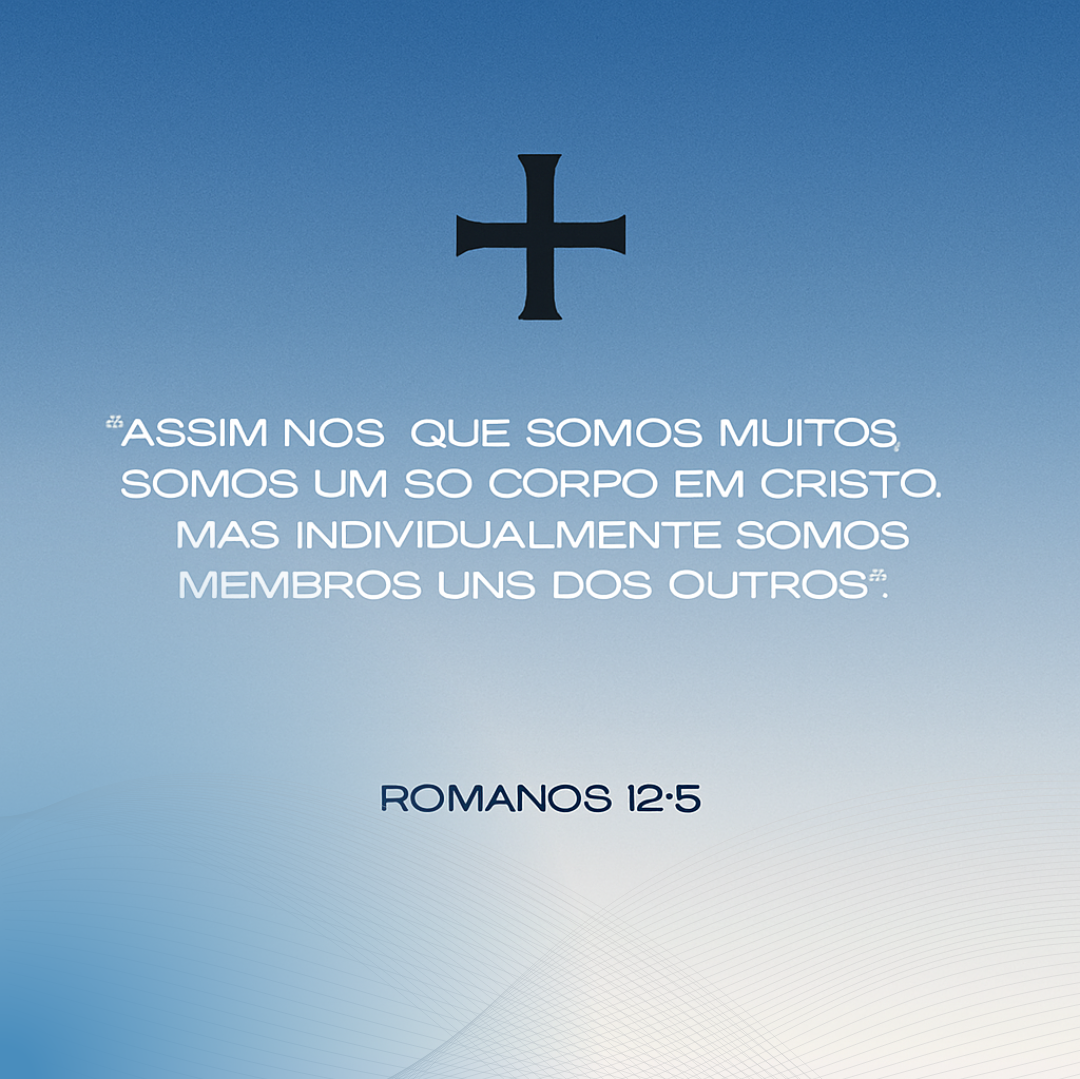 "ASSIM NOS QUE SOMOS MUITOS,
SOMOS UM SO CORPO EM CRISTO.
MAS INDIVIDUALMENTE SOMOS
MEMBROS UNS DOS OUTROS".
ROMANOS 12•5